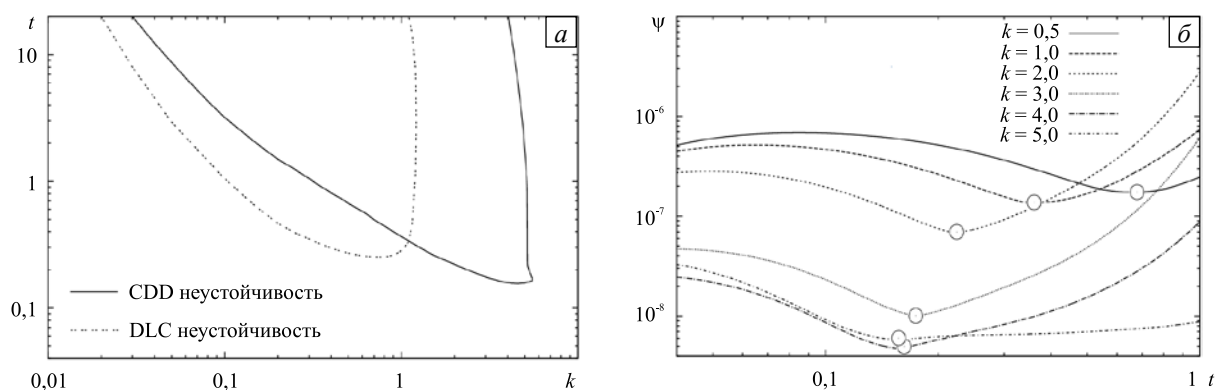 t
10
1
0,1
а
CDD неустойчивость
DLC неустойчивость
0,01
0,1
1
k
ψ
10⁻⁶
10⁻⁷
10⁻⁸
б
k = 0,5
k = 1,0
k = 2,0
k = 3,0
k = 4,0
k = 5,0
0,1
1
t